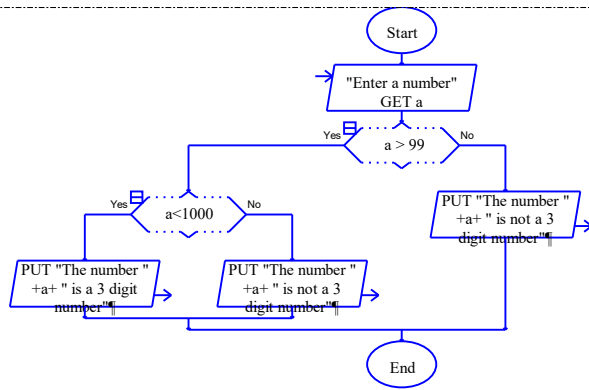 Start
"Enter a number"
GET a
Yes
a > 99
No
Yes
a<1000
No
PUT "The number "
+a+ " is not a 3
digit number"¶
PUT "The number "
+a+ " is a 3 digit
number"¶
PUT "The number "
+a+ " is not a 3
digit number"¶
End